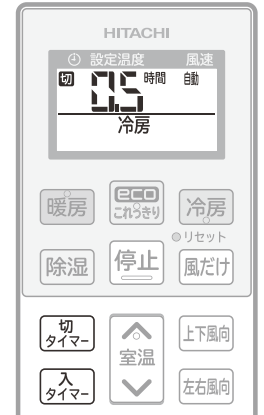 HITACHI
設定温度 風速
切 0.5 時間 自動
冷房
暖房 eco これっきり 冷房
リセット
除湿 停止 風だけ
切タイマー
室温
上下風向
入タイマー
左右風向